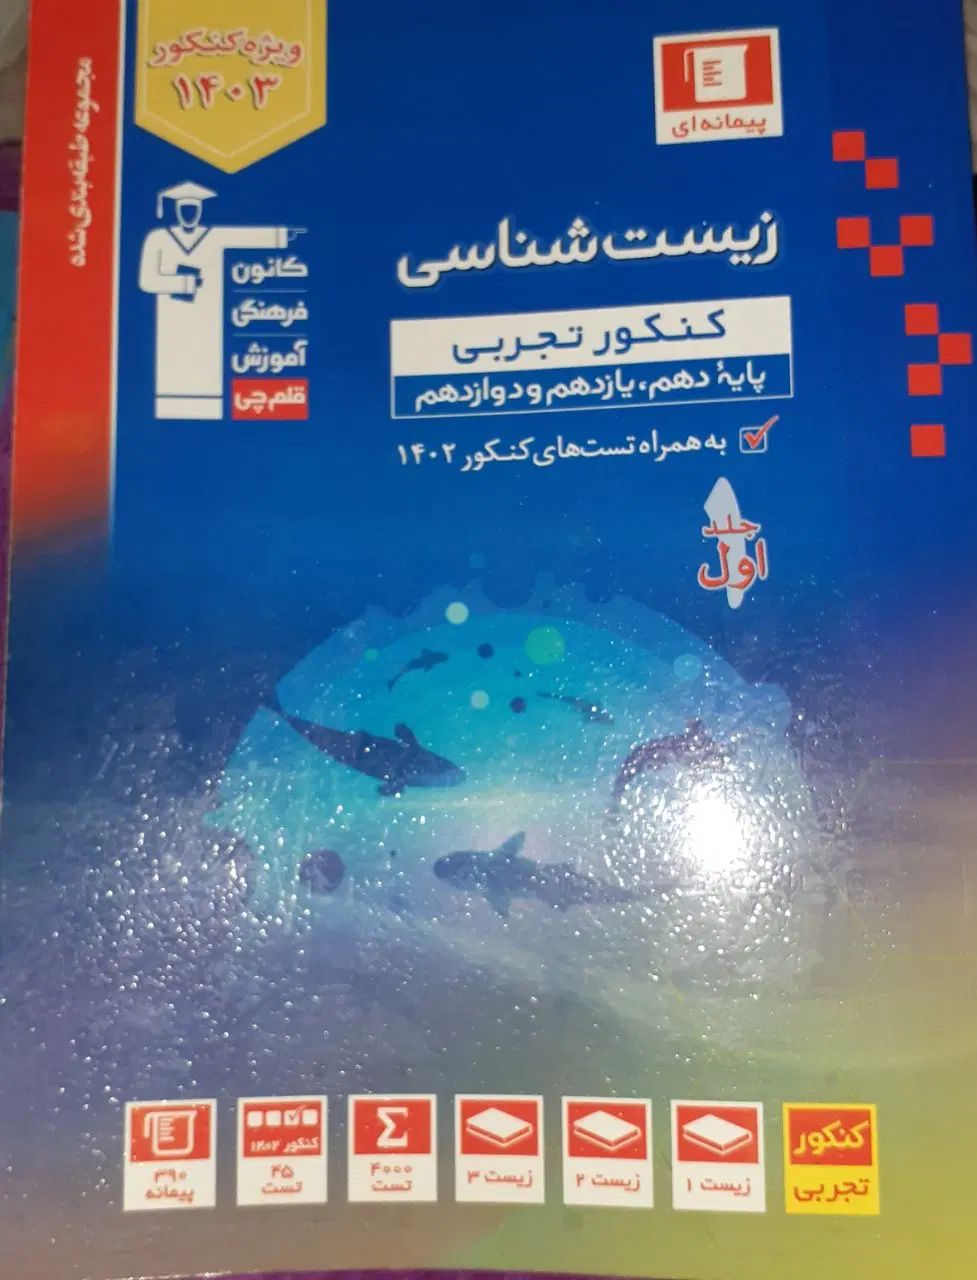 مجموعه طبقه‌بندی شده
ویژه کنکور
۱۴۰۳
پیمانه‌ای
زیست‌شناسی
کانون
فرهنگی
آموزش
قلم‌چی
کنکور تجربی
پایهٔ دهم، یازدهم و دوازدهم
به همراه تست‌های کنکور ۱۴۰۲
جلد
اول
کنکور
تجربی
زیست ۱
زیست ۲
زیست ۳
۴۰۰۰
تست
کنکور ۱۴۰۲
۴۵
تست
۳۹۰
پیمانه